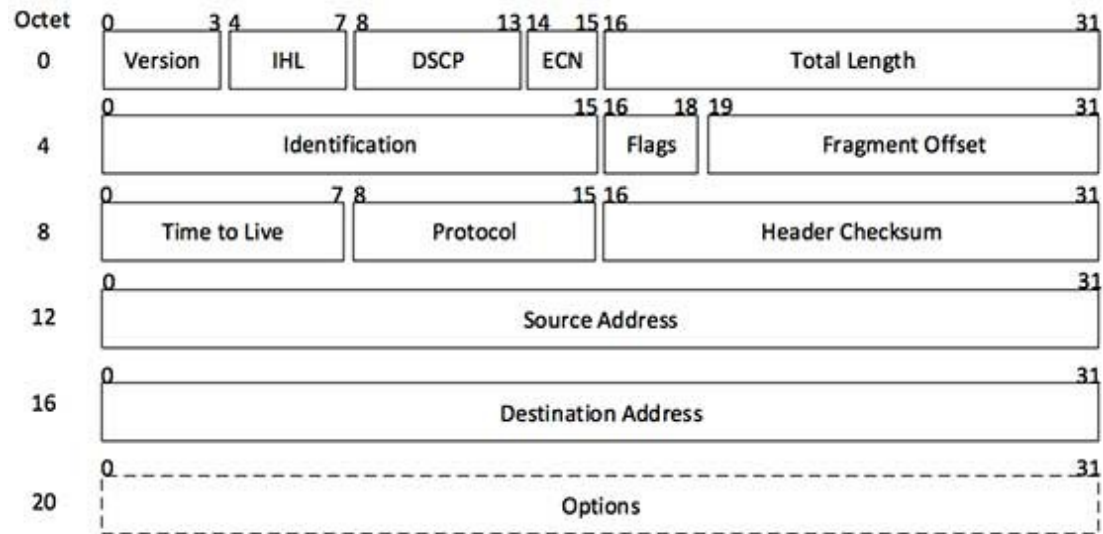 Octet 0 3 4 7 8 13 14 15 16 31
0 Version IHL DSCP ECN Total Length
0 15 16 18 19 31
4 Identification Flags Fragment Offset
0 7 8 15 16 31
8 Time to Live Protocol Header Checksum
0 31
12 Source Address
0 31
16 Destination Address
0 31
20 Options